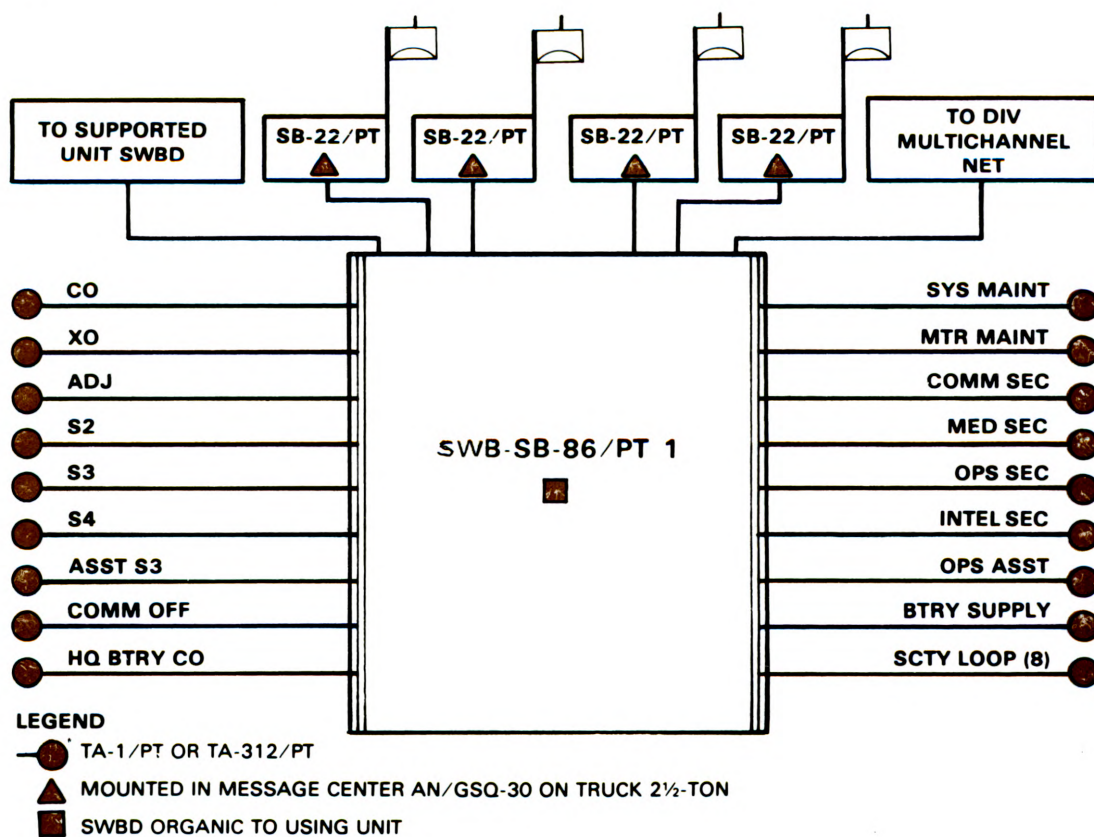 TO SUPPORTED
UNIT SWBD
SB-22/PT
SB-22/PT
SB-22/PT
SB-22/PT
TO DIV
MULTICHANNEL
NET
CO
XO
ADJ
S2
S3
S4
ASST S3
COMM OFF
HQ BTRY CO
SWB-SB-86/PT 1
SYS MAINT
MTR MAINT
COMM SEC
MED SEC
OPS SEC
INTEL SEC
OPS ASST
BTRY SUPPLY
SCTY LOOP (8)
LEGEND
TA-1/PT OR TA-312/PT
MOUNTED IN MESSAGE CENTER AN/GSQ-30 ON TRUCK 2½-TON
SWBD ORGANIC TO USING UNIT